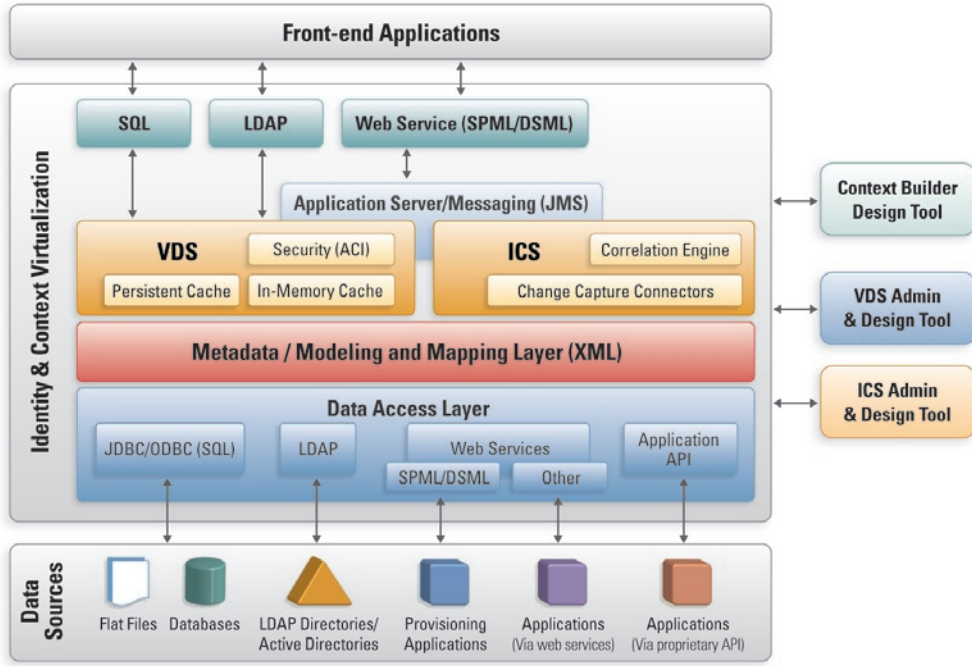 Front-end Applications
Identity & Context Virtualization
SQL
LDAP
Web Service (SPML/DSML)
Application Server/Messaging (JMS)
VDS
Security (ACI)
Persistent Cache
In-Memory Cache
ICS
Correlation Engine
Change Capture Connectors
Metadata / Modeling and Mapping Layer (XML)
Data Access Layer
JDBC/ODBC (SQL)
LDAP
Web Services
SPML/DSML
Other
Application
API
Context Builder
Design Tool
VDS Admin
& Design Tool
ICS Admin
& Design Tool
Data
Sources
Flat Files
Databases
LDAP Directories/
Active Directories
Provisioning
Applications
Applications
(Via web services)
Applications
(Via proprietary API)